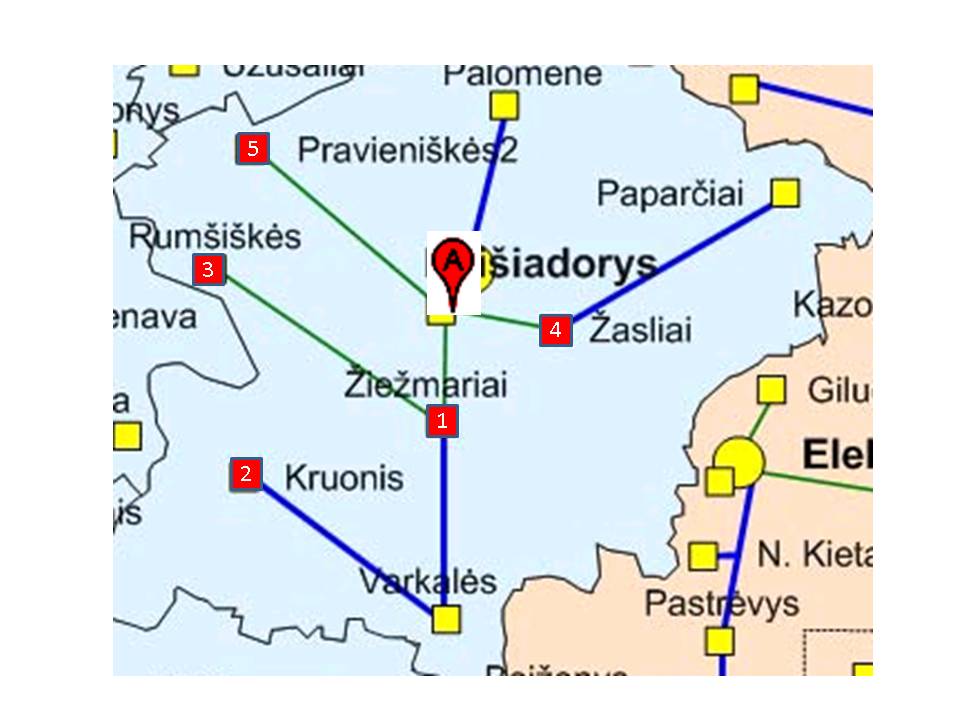 Palomenė
5
Pravieniškės2
Paparčiai
Rumšiškės
3
A
išiadorys
Kazo
enava
4
Žasliai
Žiežmariai
a
Gilu
1
Ele
2
Kruonis
is
N. Kieta
Varkalės
Pastrėvys
onys